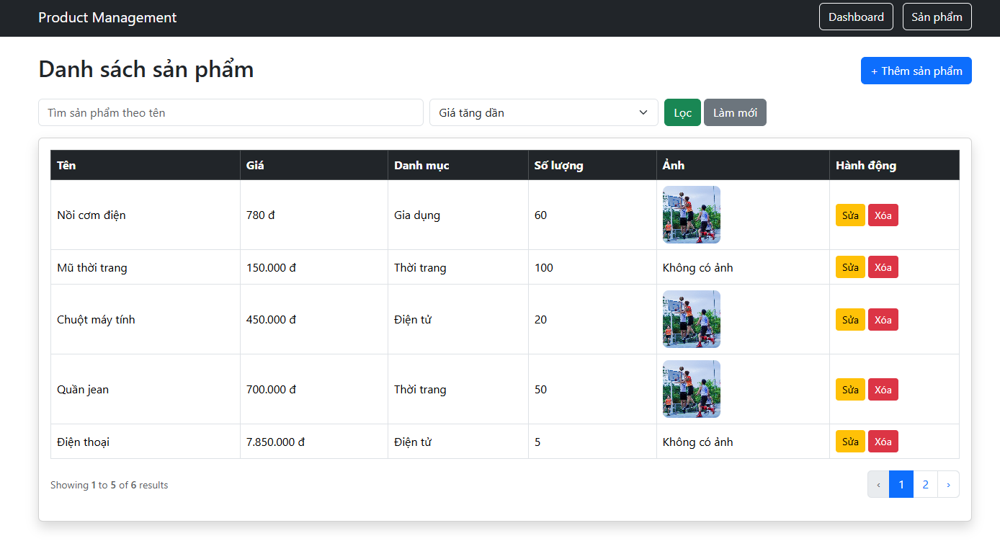 Product Management Dashboard Sản phẩm
Danh sách sản phẩm + Thêm sản phẩm
Tìm sản phẩm theo tên Giá tăng dần Lọc Làm mới
Tên Giá Danh mục Số lượng Ảnh Hành động
Nồi cơm điện 780 đ Gia dụng 60 Sửa Xóa
Mũ thời trang 150.000 đ Thời trang 100 Không có ảnh Sửa Xóa
Chuột máy tính 450.000 đ Điện tử 20 Sửa Xóa
Quần jean 700.000 đ Thời trang 50 Sửa Xóa
Điện thoại 7.850.000 đ Điện tử 5 Không có ảnh Sửa Xóa
Showing 1 to 5 of 6 results ‹ 1 2 ›